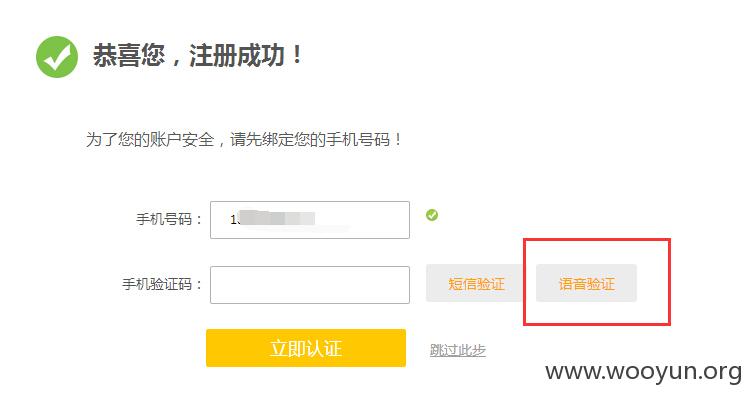 恭喜您，注册成功！
为了您的账户安全，请先绑定您的手机号码！
手机号码：
手机验证码： 短信验证 语音验证
立即认证 跳过此步
www.wooyun.org